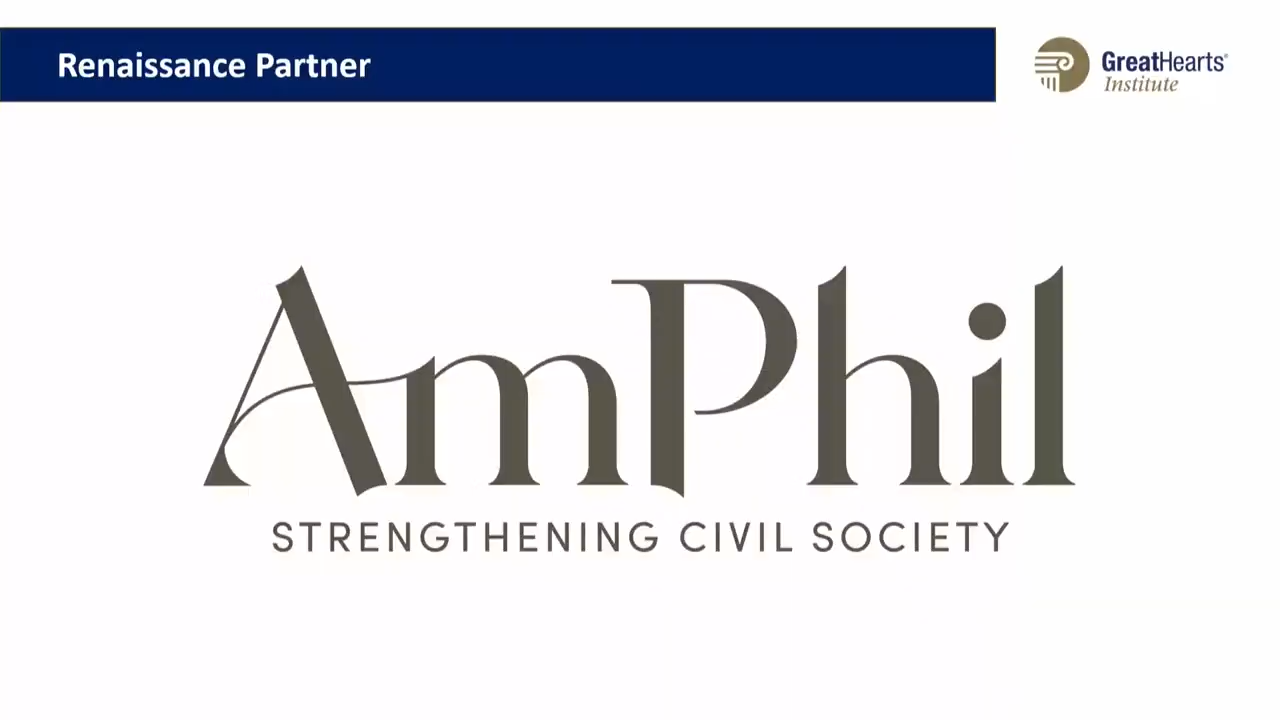 Renaissance Partner
GreatHearts®
Institute
AmPhil
STRENGTHENING CIVIL SOCIETY